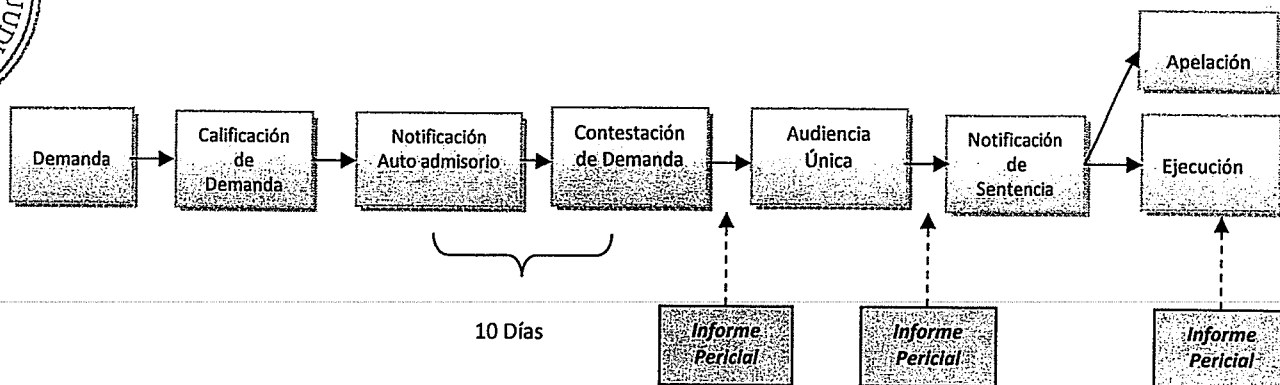 Apelación
Demanda
Calificación
de
Demanda
Notificación
Auto admisorio
Contestación
de Demanda
Audiencia
Única
Notificación
de
Sentencia
Ejecución
10 Días
Informe
Pericial
Informe
Pericial
Informe
Pericial